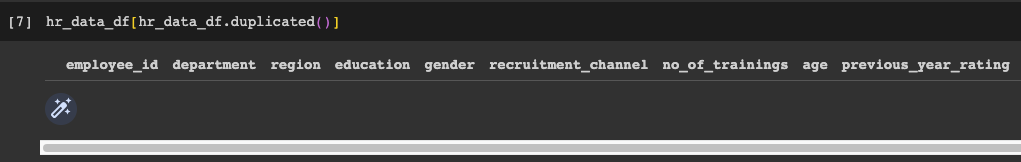 [7] hr_data_df[hr_data_df.duplicated()]
employee_id department region education gender recruitment_channel no_of_trainings age previous_year_rating